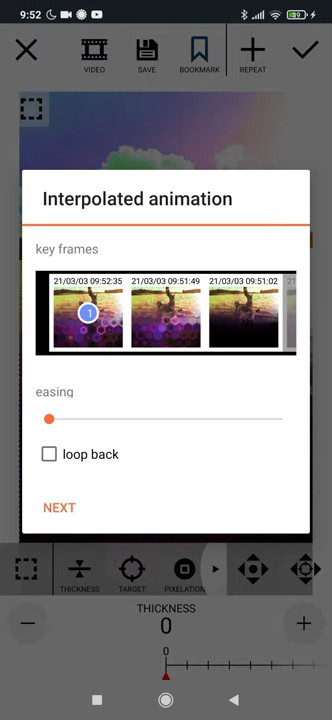 9:52
VIDEO
SAVE
BOOKMARK
REPEAT
Interpolated animation
key frames
21/03/03 09:52:35
21/03/03 09:51:49
21/03/03 09:51:02
21/
1
easing
loop back
NEXT
THICKNESS
TARGET
PIXELATION
THICKNESS
0
0